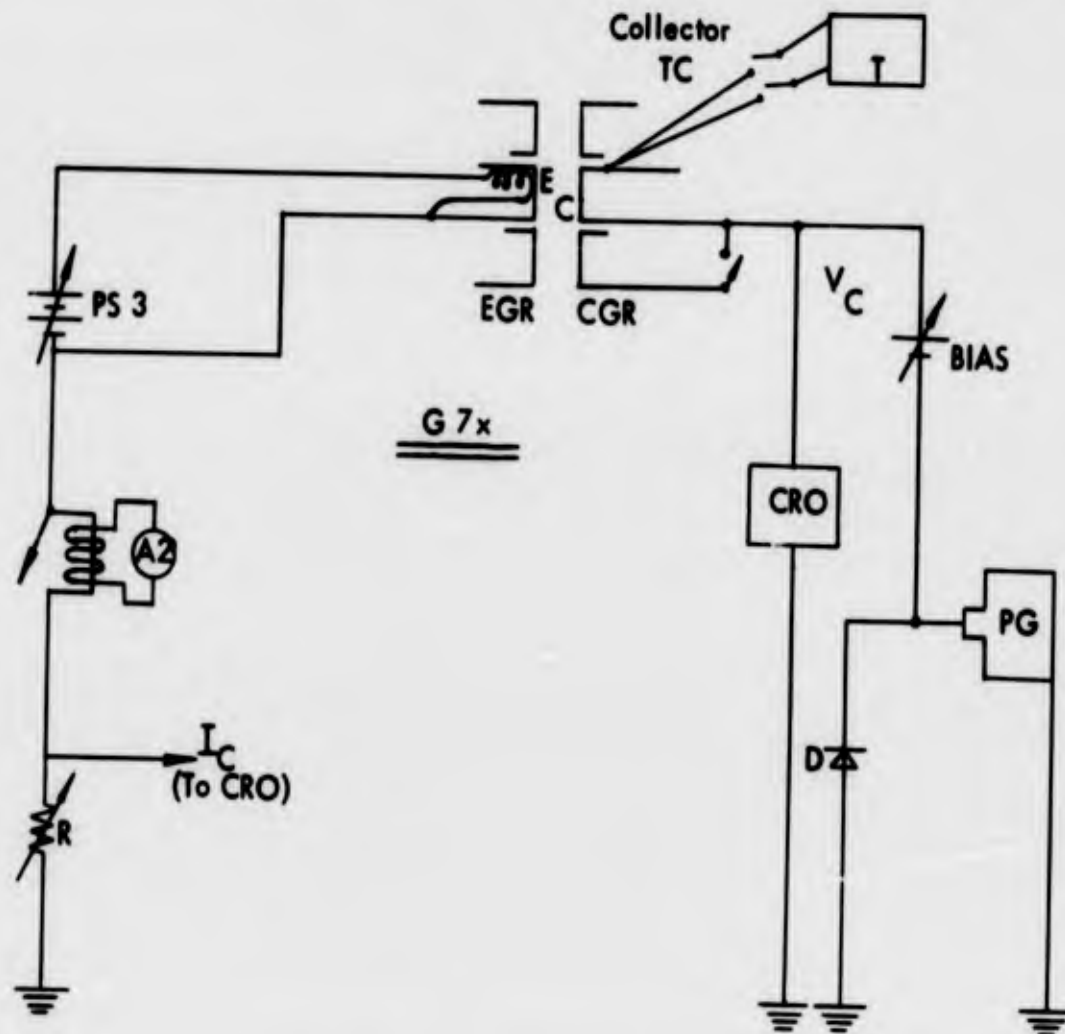 Collector
TC
T
E
C
PS 3
EGR
CGR
V
C
BIAS
G 7x
CRO
A2
PG
I
C
(To CRO)
D
R